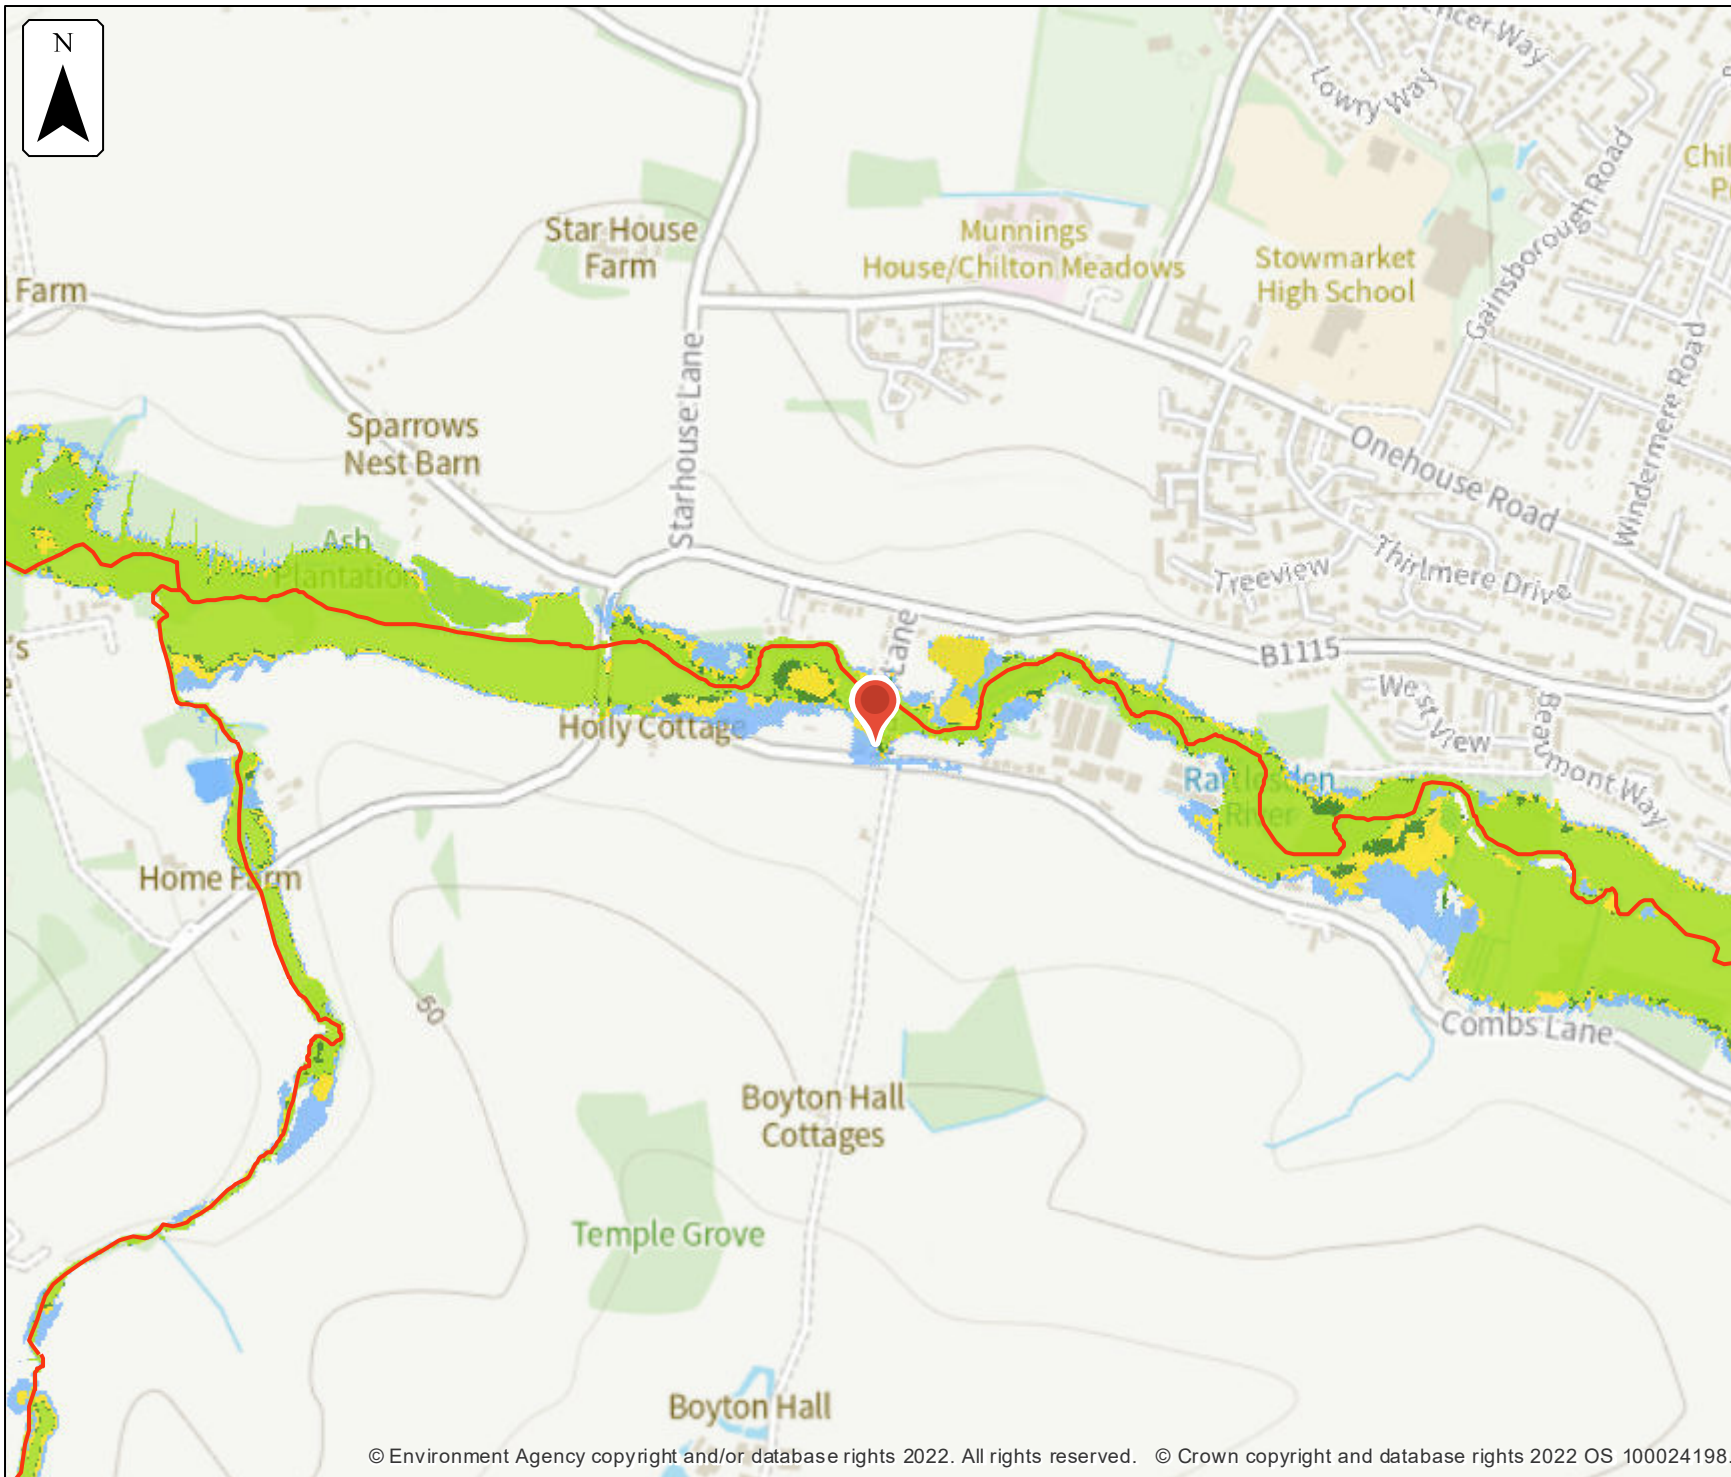 N
Spencer Way
Lowry Way
Gainsborough Road
Star House
Farm
Munnings
House/Chilton Meadows
Stowmarket
High School
Farm
Starhouse Lane
Windermere Road
Sparrows
Nest Barn
Onehouse Road
Ash
Plantation
Treeview
Thirlmere Drive
Lane
B1115
West View
Beaumont Way
Holly Cottage
Rattlesden
River
Home Farm
50
Combs Lane
Boyton Hall
Cottages
Temple Grove
Boyton Hall
© Environment Agency copyright and/or database rights 2022. All rights reserved. © Crown copyright and database rights 2022 OS 100024198.